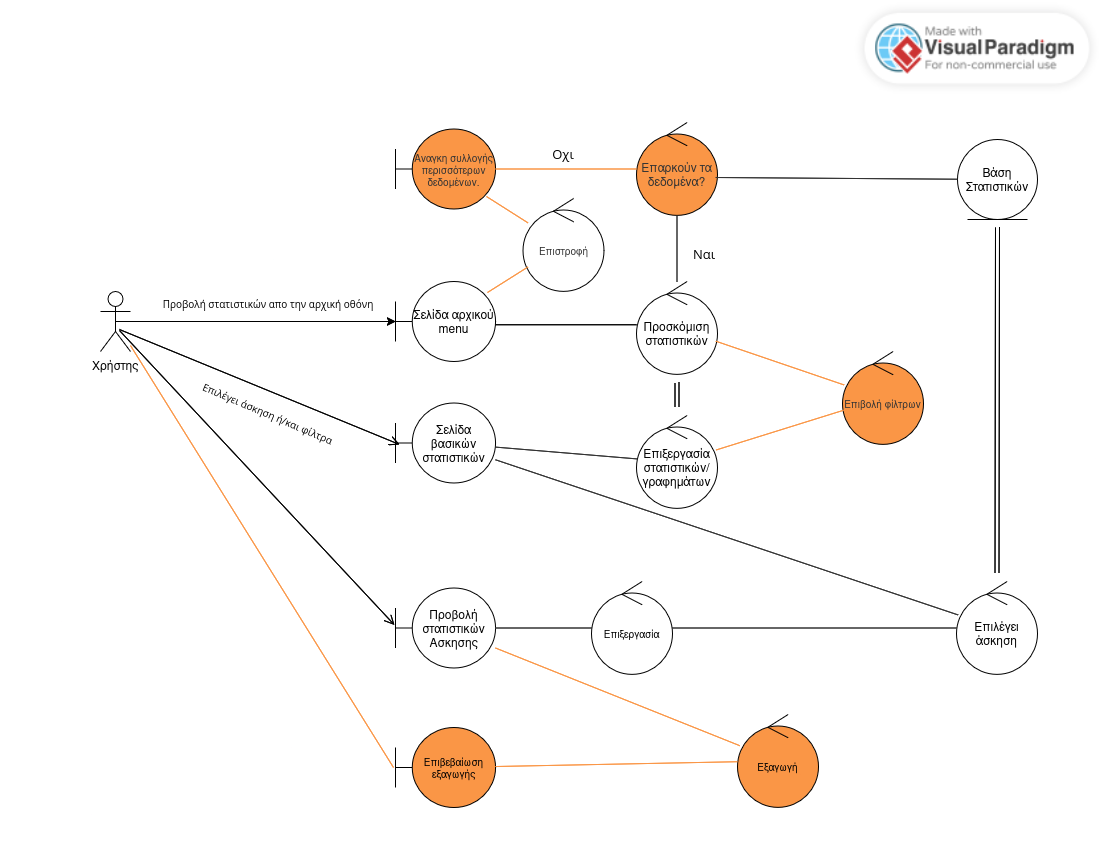 Made with
Visual Paradigm
For non-commercial use
Αναγκη συλλογής
περισσότερων
δεδομένων.
Οχι
Επαρκούν τα
δεδομένα?
Βάση
Στατιστικών
Επιστροφή
Ναι
Προβολή στατιστικών απο την αρχική οθόνη
Σελίδα αρχικού
menu
Προσκόμιση
στατιστικών
Χρήστης
Επιλέγει άσκηση ή/και φίλτρα
Επιβολή φίλτρων
Σελίδα
βασικών
στατιστικών
Επιξεργασία
στατιστικών/
γραφημάτων
Προβολή
στατιστικών
Ασκησης
Επιξεργασία
Επιλέγει
άσκηση
Επιβεβαίωση
εξαγωγής
Εξαγωγή